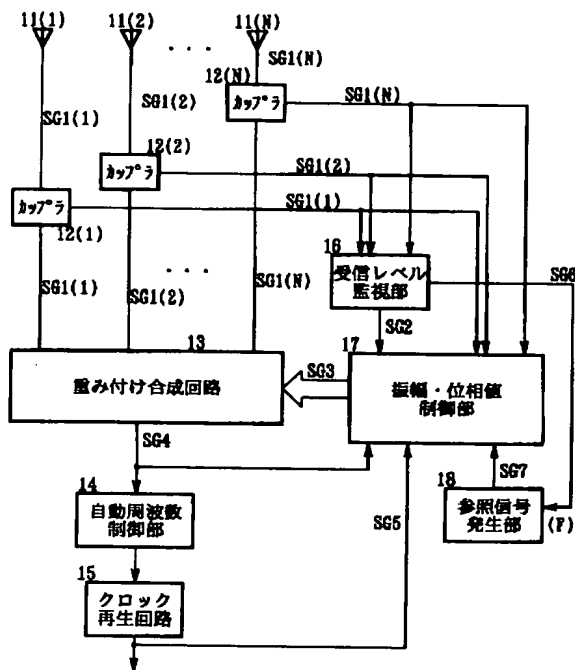 11(1)
11(2)
11(N)
・・・
SG1(N)
12(N)
カップラ
SG1(N)
SG1(1)
SG1(2)
12(2)
カップラ
SG1(2)
カップラ
SG1(1)
12(1)
16
受信レベル
監視部
SG6
SG1(1)
SG1(2)
・・・
SG1(N)
SG2
13
重み付け合成回路
SG3
17
振幅・位相値
制御部
SG4
SG7
14
自動周波数
制御部
SG5
18
参照信号
発生部
(F)
15
クロック
再生回路